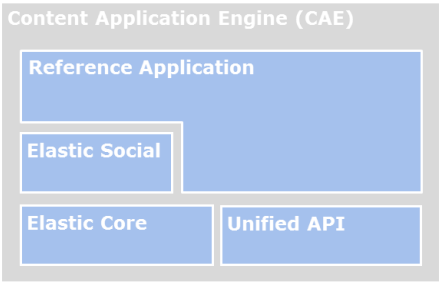 Content Application Engine (CAE)
Reference Application
Elastic Social
Elastic Core
Unified API